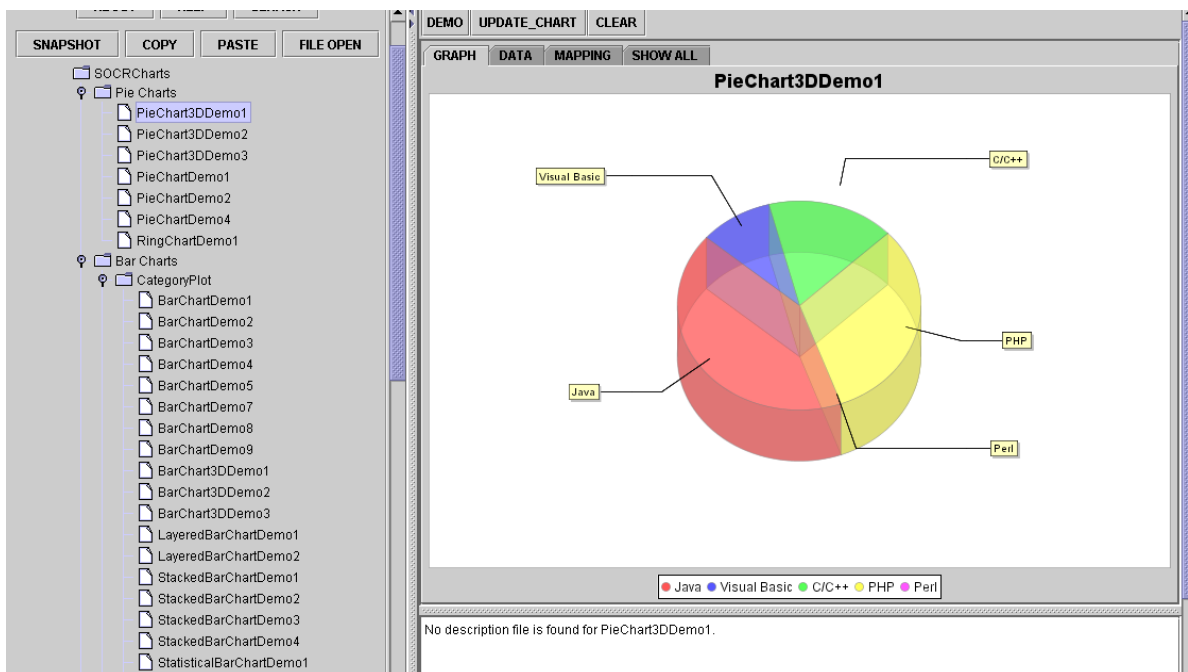 SNAPSHOT COPY PASTE FILE OPEN
SOCRCharts
Pie Charts
PieChart3DDemo1
PieChart3DDemo2
PieChart3DDemo3
PieChartDemo1
PieChartDemo2
PieChartDemo4
RingChartDemo1
Bar Charts
CategoryPlot
BarChartDemo1
BarChartDemo2
BarChartDemo3
BarChartDemo4
BarChartDemo5
BarChartDemo7
BarChartDemo8
BarChartDemo9
BarChart3DDemo1
BarChart3DDemo2
BarChart3DDemo3
LayeredBarChartDemo1
LayeredBarChartDemo2
StackedBarChartDemo1
StackedBarChartDemo2
StackedBarChartDemo3
StackedBarChartDemo4
StatisticalBarChartDemo1
DEMO UPDATE_CHART CLEAR
GRAPH DATA MAPPING SHOW ALL
PieChart3DDemo1
C/C++
Visual Basic
PHP
Java
Perl
Java Visual Basic C/C++ PHP Perl
No description file is found for PieChart3DDemo1.